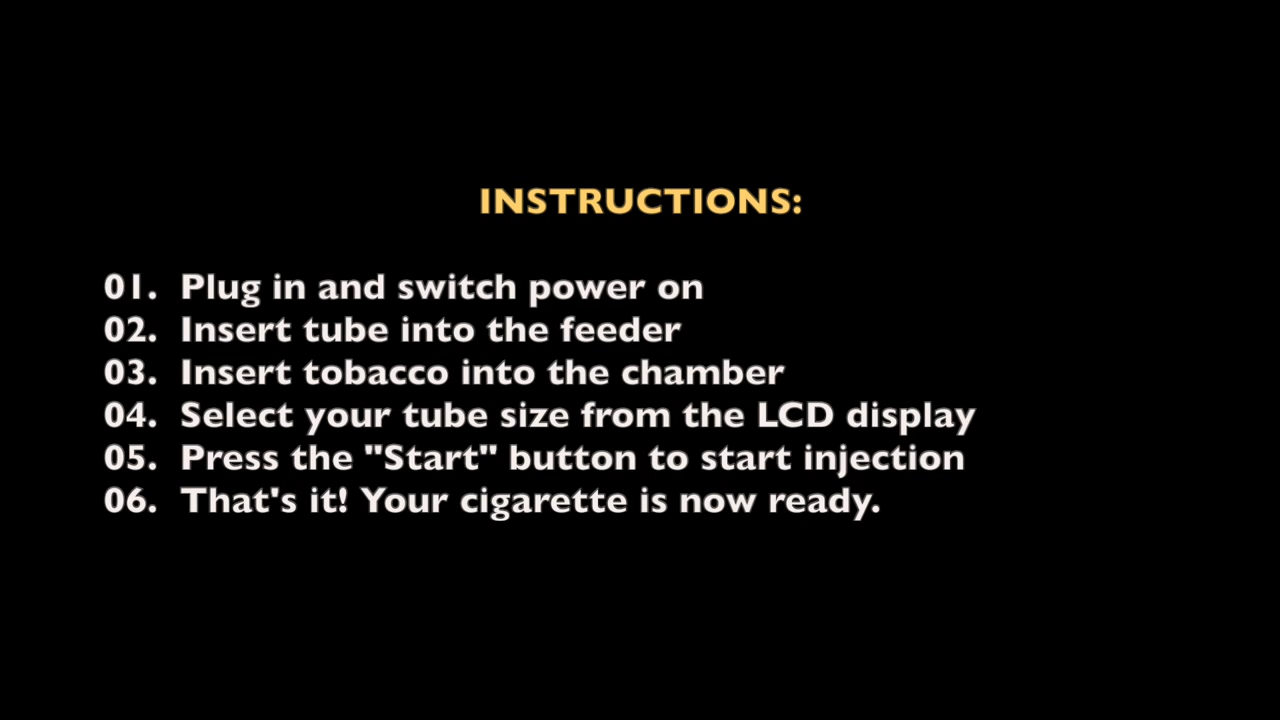 INSTRUCTIONS:
01. Plug in and switch power on
02. Insert tube into the feeder
03. Insert tobacco into the chamber
04. Select your tube size from the LCD display
05. Press the "Start" button to start injection
06. That's it! Your cigarette is now ready.